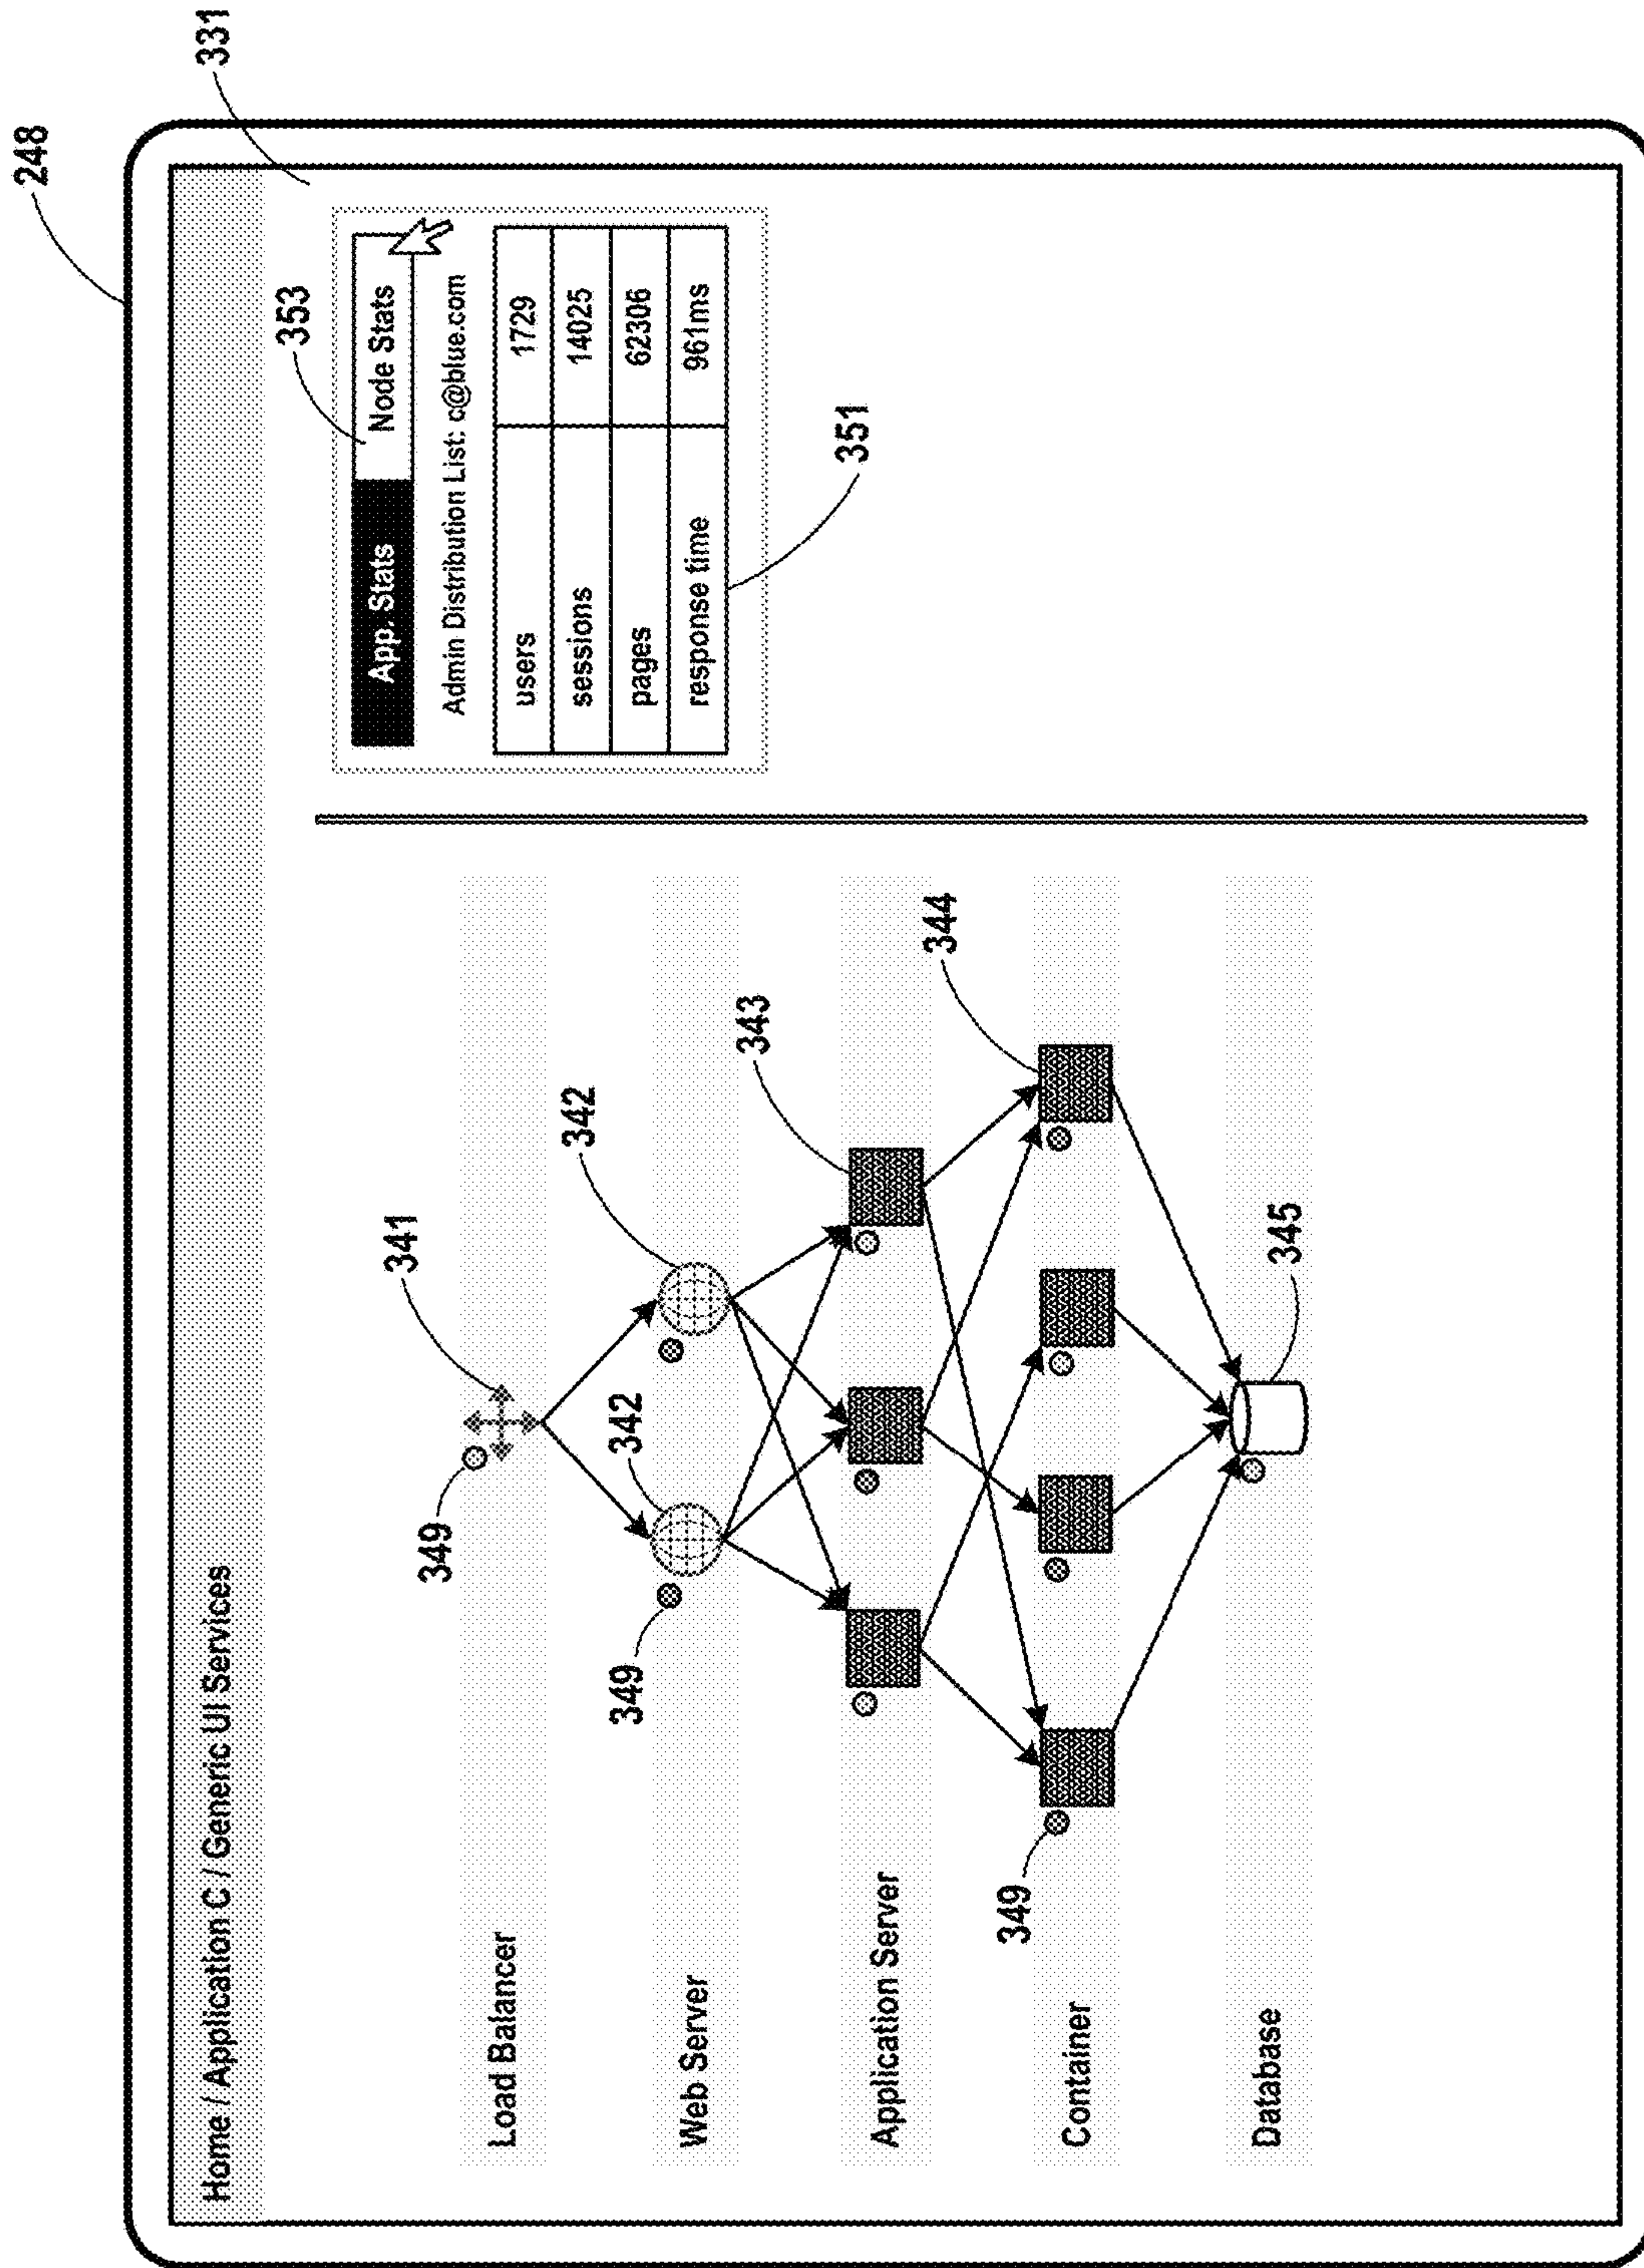 248
331
Home / Application C / Generic UI Services
353
App. Stats
Node Stats
Admin Distribution List: c@blue.com
users 1729
sessions 14025
pages 62306
response time 961ms
351
Load Balancer
349
341
Web Server
349
342
342
Application Server
343
Container
349
344
Database
345